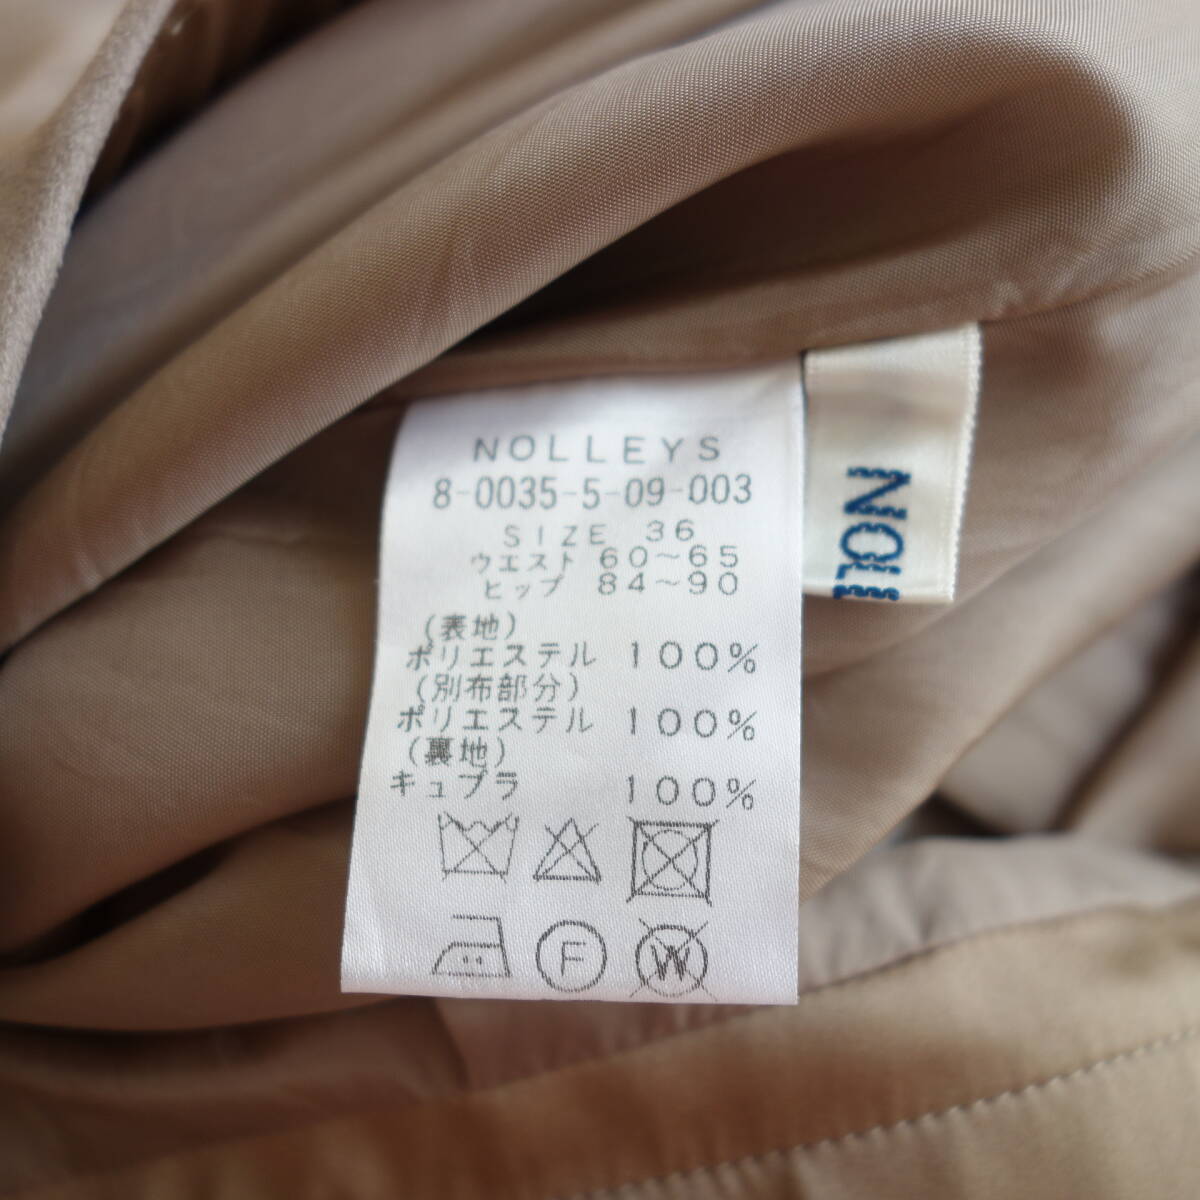 NOLLEYS
8-0035-5-09-003
SIZE 36
ウエスト 60～65
ヒップ 84～90
(表地)
ポリエステル 100%
(別布部分)
ポリエステル 100%
(裏地)
キュプラ 100%
F
W
NOLLE